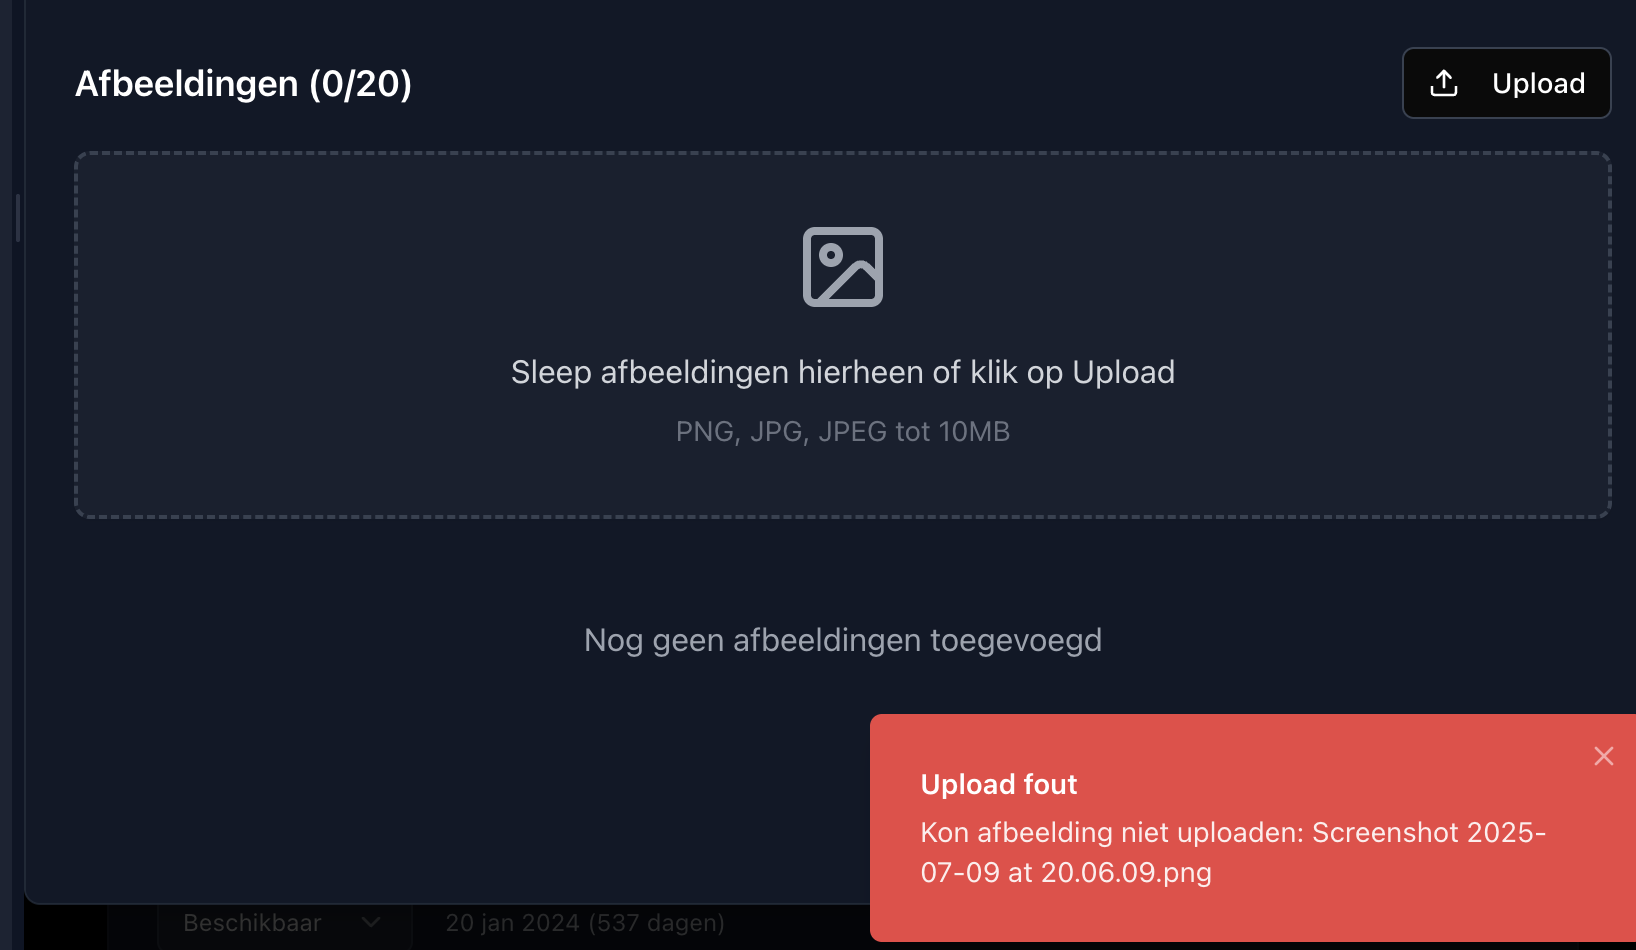 Afbeeldingen (0/20)
Upload
Sleep afbeeldingen hierheen of klik op Upload
PNG, JPG, JPEG tot 10MB
Nog geen afbeeldingen toegevoegd
Upload fout
Kon afbeelding niet uploaden: Screenshot 2025-
07-09 at 20.06.09.png
Beschikbaar
20 jan 2024 (537 dagen)